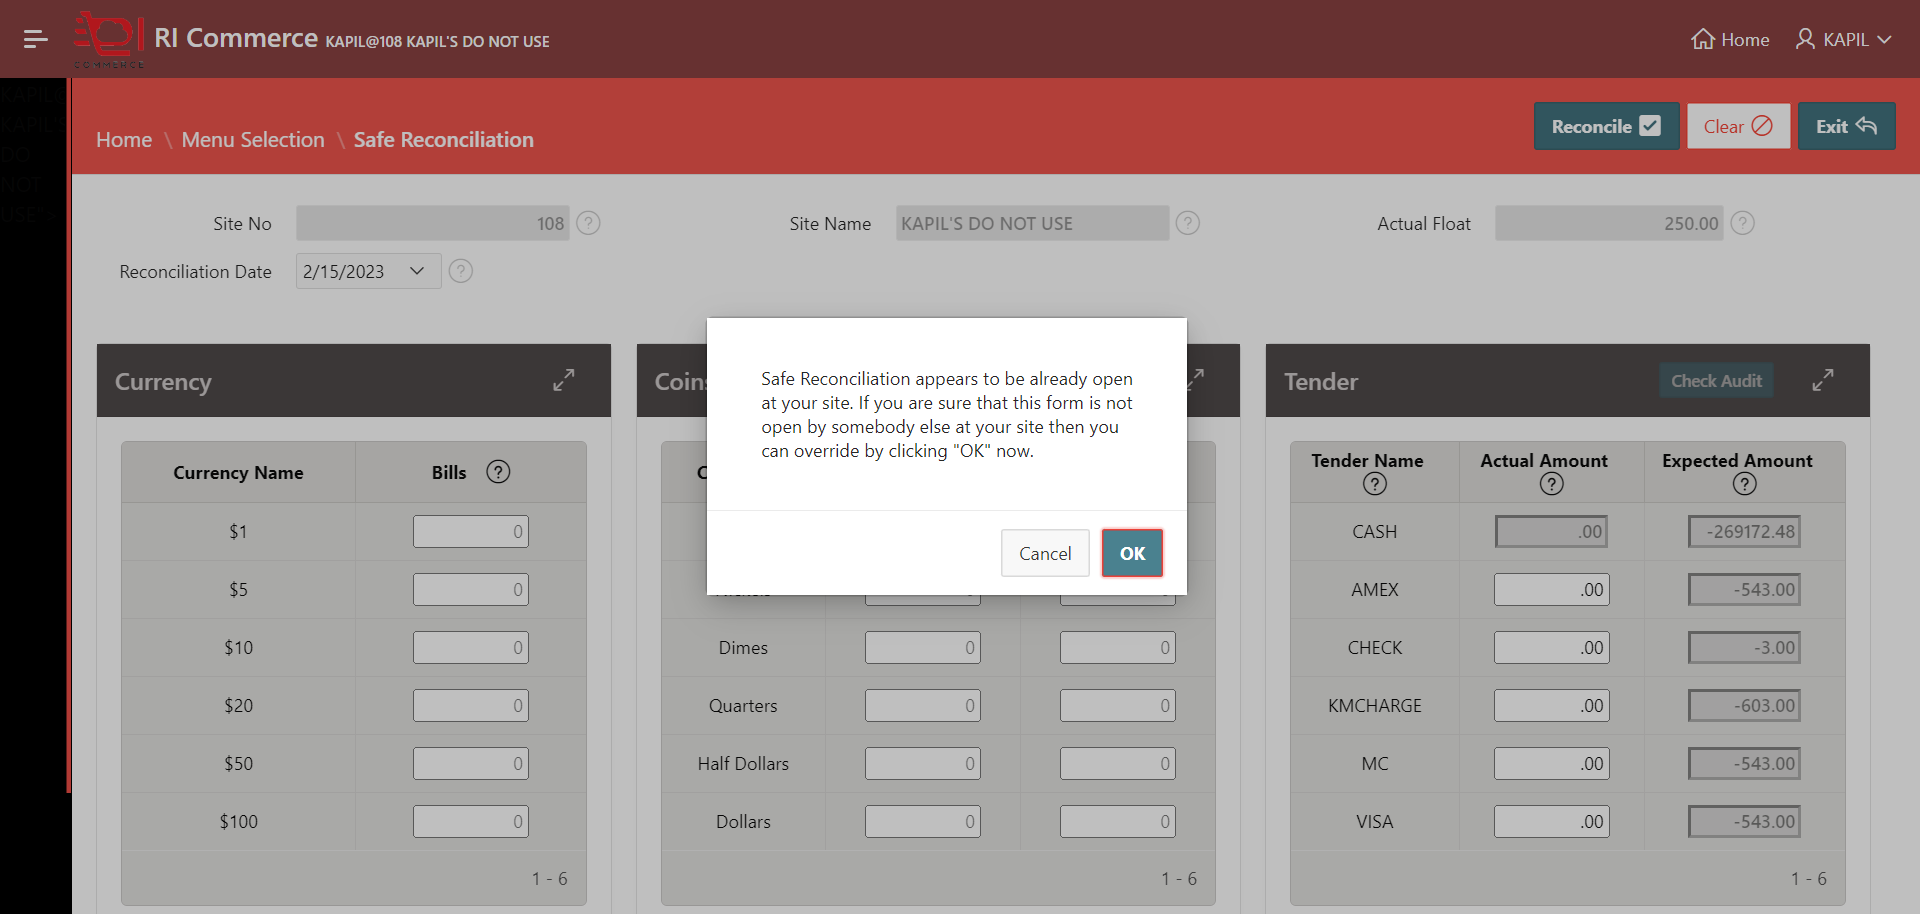 COMMERCE
RI Commerce KAPIL@108 KAPIL'S DO NOT USE
Home
KAPIL
Home \ Menu Selection \ Safe Reconciliation
Reconcile
Clear
Exit
Site No 108 ?
Site Name KAPIL'S DO NOT USE ?
Actual Float 250.00 ?
Reconciliation Date 2/15/2023 ?
Safe Reconciliation appears to be already open
at your site. If you are sure that this form is not
open by somebody else at your site then you
can override by clicking "OK" now.
Cancel OK
Currency
Currency Name Bills ?
$1 0
$5 0
$10 0
$20 0
$50 0
$100 0
1 - 6
Dimes 0 0
Quarters 0 0
Half Dollars 0 0
Dollars 0 0
1 - 6
Tender Check Audit
Tender Name ? Actual Amount ? Expected Amount ?
CASH .00 -269172.48
AMEX .00 -543.00
CHECK .00 -3.00
KMCHARGE .00 -603.00
MC .00 -543.00
VISA .00 -543.00
1 - 6